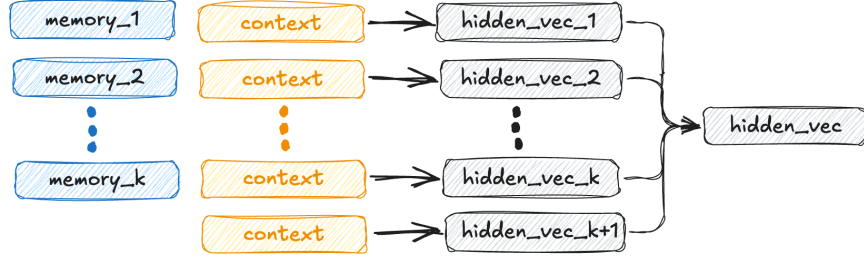 memory_1 context hidden_vec_1
memory_2 context hidden_vec_2
hidden_vec
memory_k context hidden_vec_k
context hidden_vec_k+1